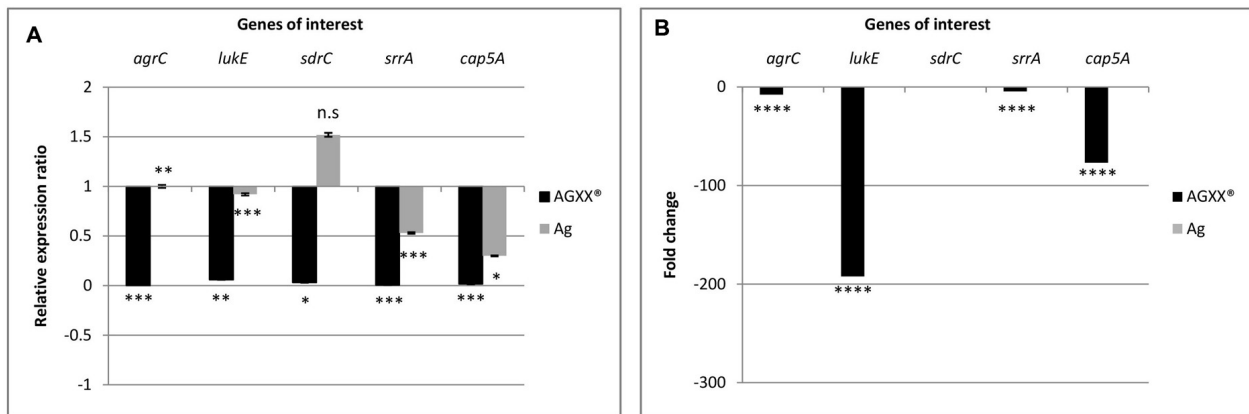 A
Genes of interest
agrC lukE sdrC srrA cap5A
2
1.5
1
0.5
0
-0.5
-1
Relative expression ratio
n.s
** *** *** *
*** ** * *** ***
AGXX®
Ag
B
Genes of interest
agrC lukE sdrC srrA cap5A
0
-100
-200
-300
Fold change
**** **** **** ****
AGXX®
Ag